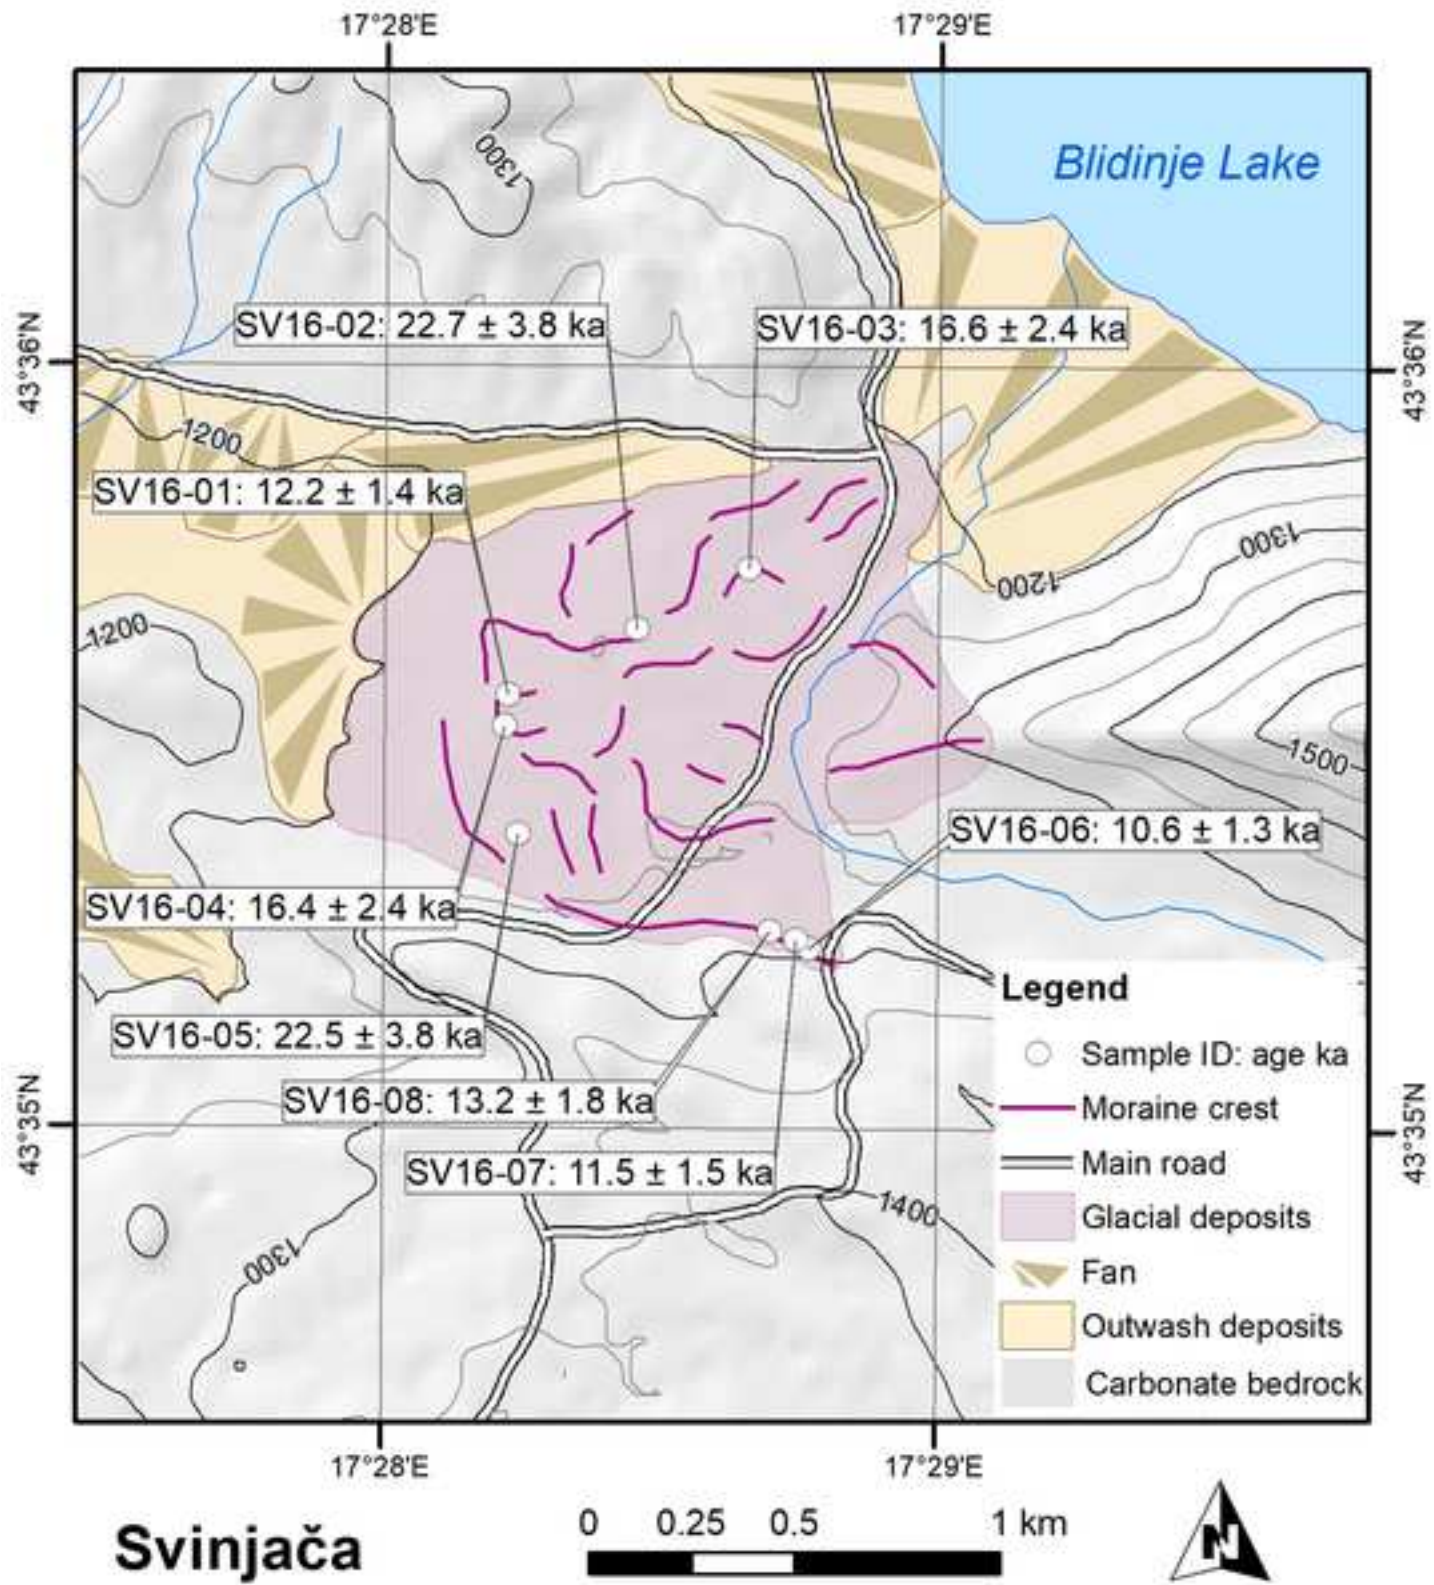 17°28'E
17°29'E
1300
Blidinje Lake
SV16-02: 22.7 ± 3.8 ka
SV16-03: 16.6 ± 2.4 ka
43°36'N
43°36'N
1200
SV16-01: 12.2 ± 1.4 ka
1300
1200
1200
1500
SV16-06: 10.6 ± 1.3 ka
SV16-04: 16.4 ± 2.4 ka
SV16-05: 22.5 ± 3.8 ka
SV16-08: 13.2 ± 1.8 ka
43°35'N
43°35'N
SV16-07: 11.5 ± 1.5 ka
1400
1300
Legend
Sample ID: age ka
Moraine crest
Main road
Glacial deposits
Fan
Outwash deposits
Carbonate bedrock
17°28'E
17°29'E
Svinjača
0 0.25 0.5 1 km
N